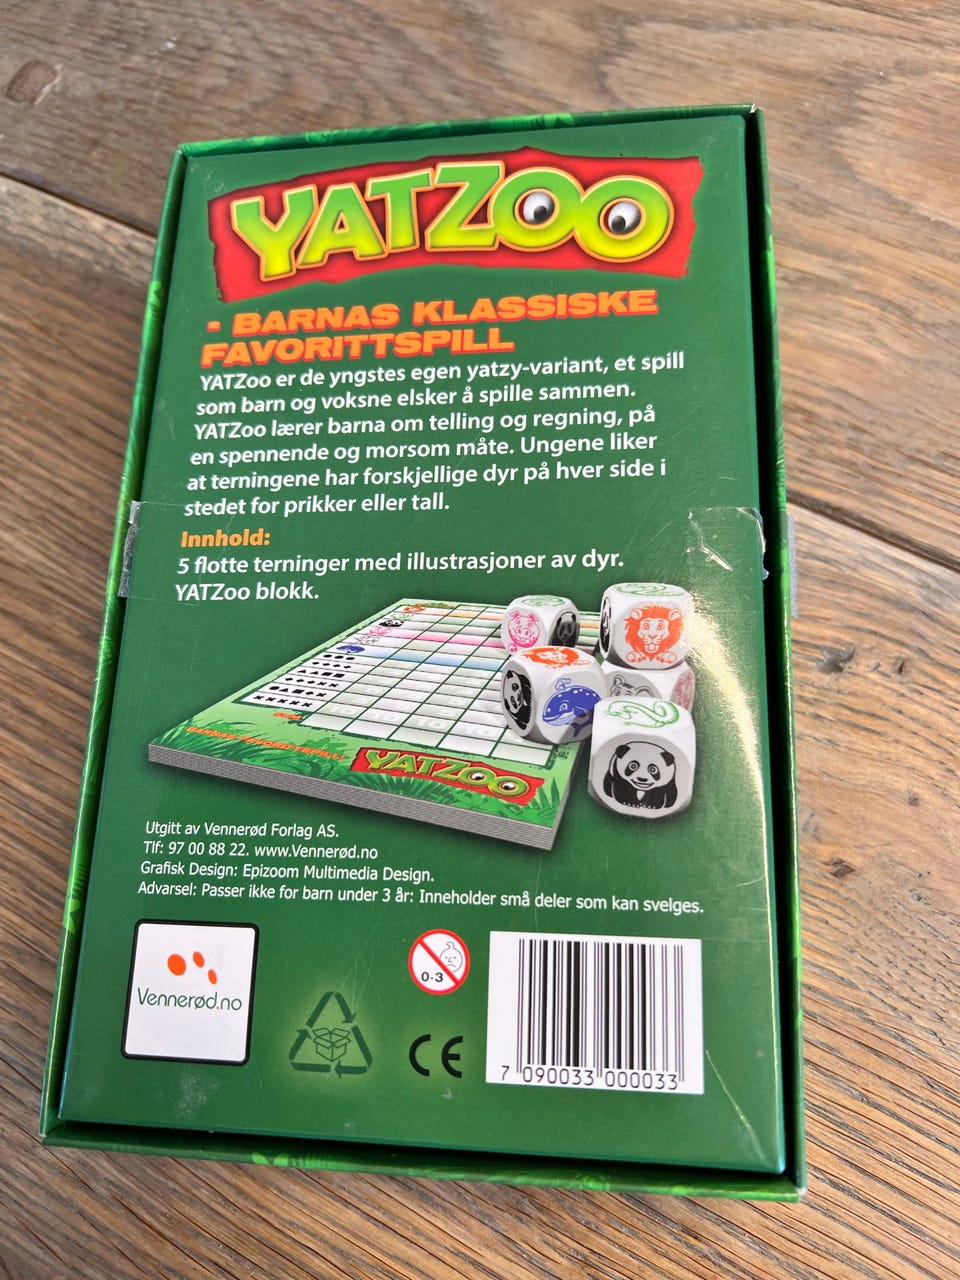 YATZOO
- BARNAS KLASSISKE
FAVORITTSPILL
YATZoo er de yngstes egen yatzy-variant, et spill
som barn og voksne elsker å spille sammen.
YATZoo lærer barna om telling og regning, på
en spennende og morsom måte. Ungene liker
at terningene har forskjellige dyr på hver side i
stedet for prikker eller tall.
Innhold:
5 flotte terninger med illustrasjoner av dyr.
YATZoo blokk.
BARNAS FAVORITTSPILL!
YATZOO
Utgitt av Vennerød Forlag AS.
Tlf: 97 00 88 22. www.Vennerød.no
Grafisk Design: Epizoom Multimedia Design.
Advarsel: Passer ikke for barn under 3 år: Inneholder små deler som kan svelges.
Vennerød.no
0-3
CE
7 090033 000033